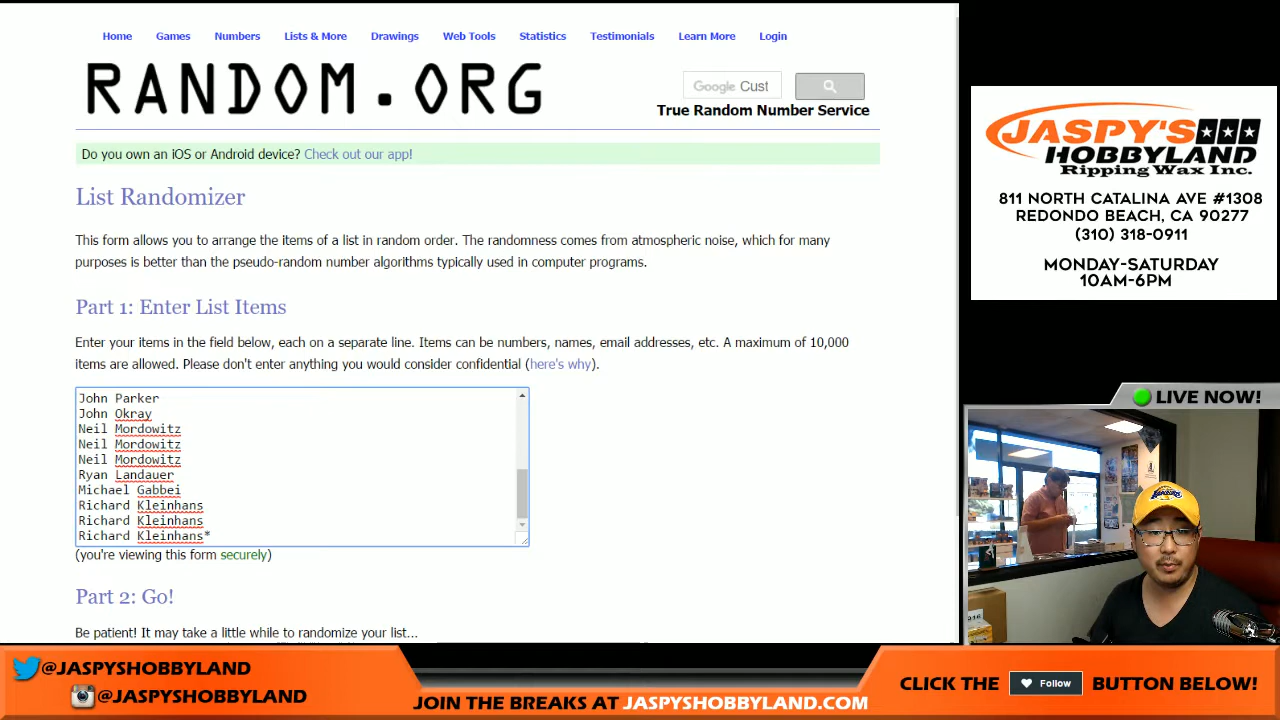 Home Games Numbers Lists & More Drawings Web Tools Statistics Testimonials Learn More Login
RANDOM.ORG
Google Cust
True Random Number Service
Do you own an iOS or Android device? Check out our app!
List Randomizer
This form allows you to arrange the items of a list in random order. The randomness comes from atmospheric noise, which for many
purposes is better than the pseudo-random number algorithms typically used in computer programs.
Part 1: Enter List Items
Enter your items in the field below, each on a separate line. Items can be numbers, names, email addresses, etc. A maximum of 10,000
items are allowed. Please don't enter anything you would consider confidential (here's why).
John Parker
John Okray
Neil Mordowitz
Neil Mordowitz
Neil Mordowitz
Ryan Landauer
Michael Gabbei
Richard Kleinhans
Richard Kleinhans
Richard Kleinhans*
(you're viewing this form securely)
Part 2: Go!
Be patient! It may take a little while to randomize your list...
JASPY'S
HOBBYLAND
Ripping Wax Inc.
811 NORTH CATALINA AVE #1308
REDONDO BEACH, CA 90277
(310) 318-0911
MONDAY-SATURDAY
10AM-6PM
LIVE NOW!
@JASPYSHOBBYLAND
@JASPYSHOBBYLAND
JOIN THE BREAKS AT JASPYSHOBBYLAND.COM
CLICK THE Follow BUTTON BELOW!